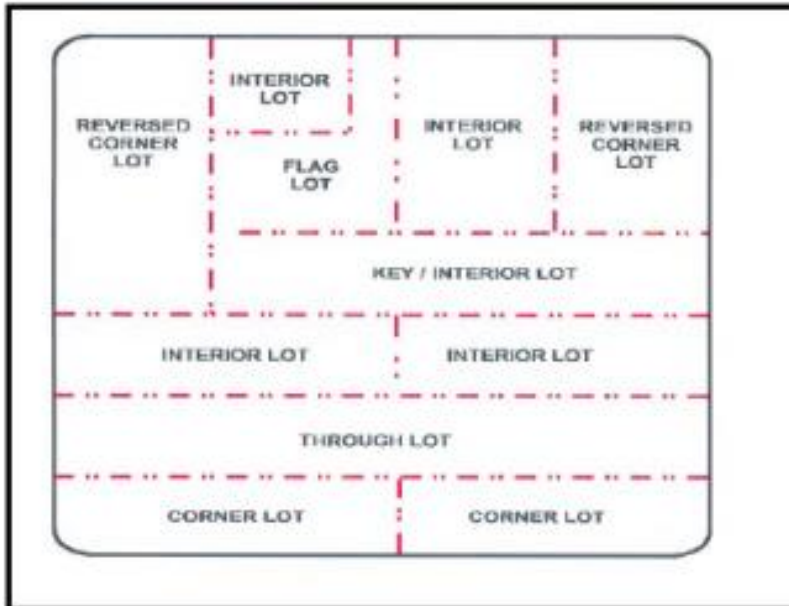 INTERIOR
LOT
REVERSED
CORNER
LOT
FLAG
LOT
INTERIOR
LOT
REVERSED
CORNER
LOT
KEY / INTERIOR LOT
INTERIOR LOT
INTERIOR LOT
THROUGH LOT
CORNER LOT
CORNER LOT